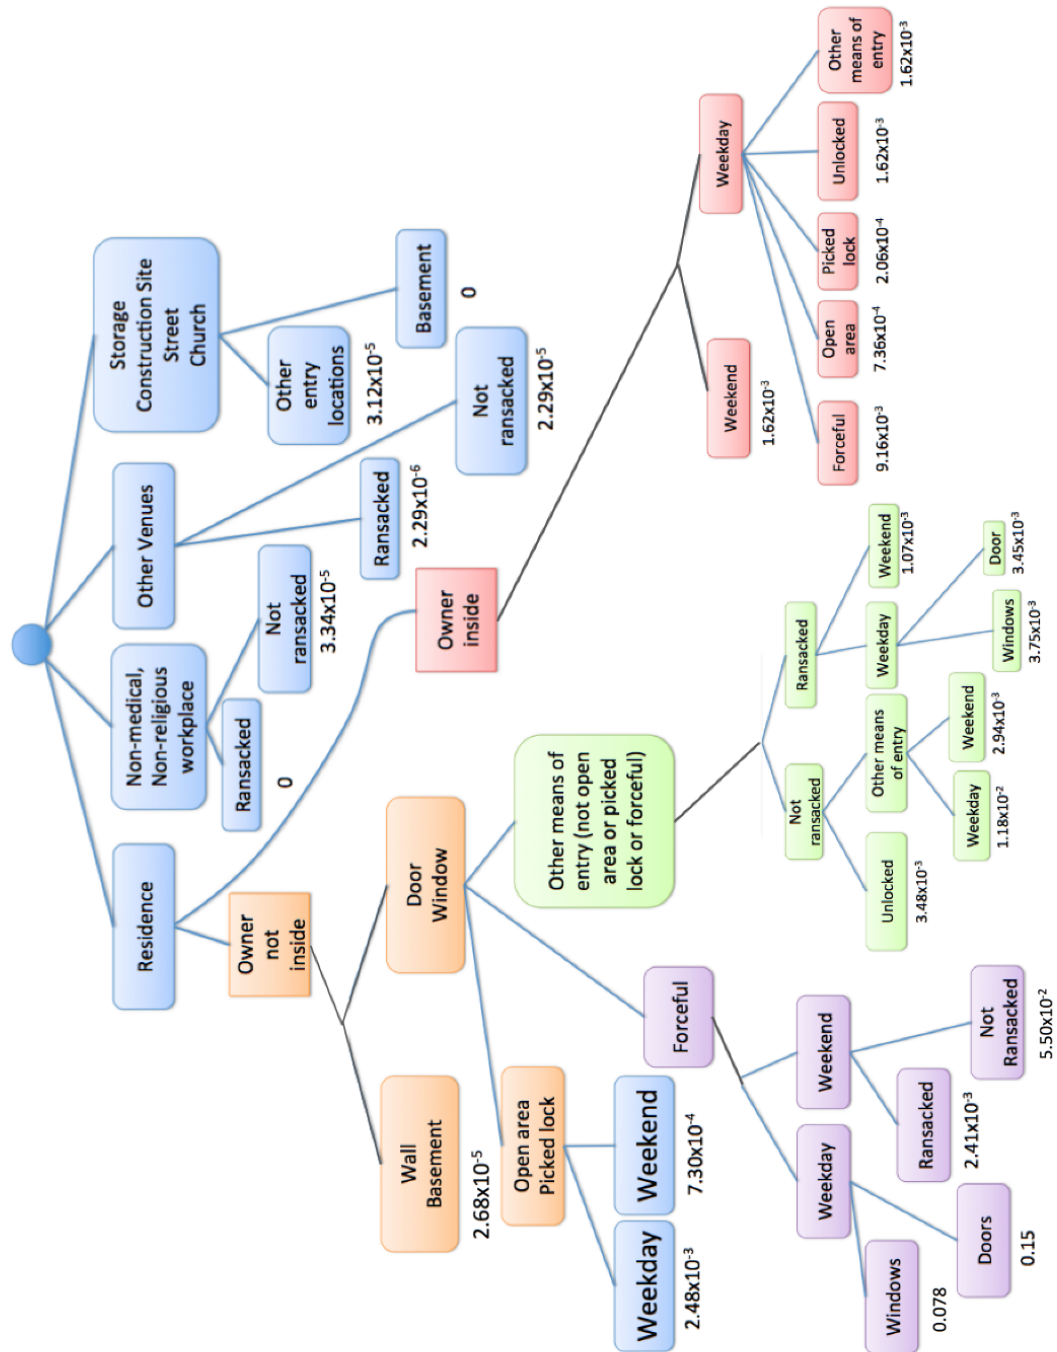 Residence
Non-medical,
Non-religious
workplace
Other Venues
Storage
Construction Site
Street
Church
Owner
not
inside
Ransacked
0
Not
ransacked
3.34x10⁻⁵
Ransacked
2.29x10⁻⁶
Not
ransacked
2.29x10⁻⁵
Other
entry
locations
3.12x10⁻⁵
Basement
0
Owner
inside
Wall
Basement
2.68x10⁻⁵
Door
Window
Open area
Picked lock
Weekday
2.48x10⁻³
Weekend
7.30x10⁻⁴
Forceful
Other means of
entry (not open
area or picked
lock or forceful)
Weekday
Weekend
Windows
0.078
Doors
0.15
Ransacked
2.41x10⁻³
Not
Ransacked
5.50x10⁻²
Not
ransacked
Ransacked
Unlocked
3.48x10⁻³
Other means
of entry
Weekday
1.18x10⁻²
Weekend
2.94x10⁻³
Weekday
Weekend
1.07x10⁻³
Windows
3.75x10⁻³
Door
3.45x10⁻³
Weekend
1.62x10⁻³
Weekday
Forceful
9.16x10⁻³
Open
area
7.36x10⁻⁴
Picked
lock
2.06x10⁻⁴
Unlocked
1.62x10⁻³
Other
means of
entry
1.62x10⁻³